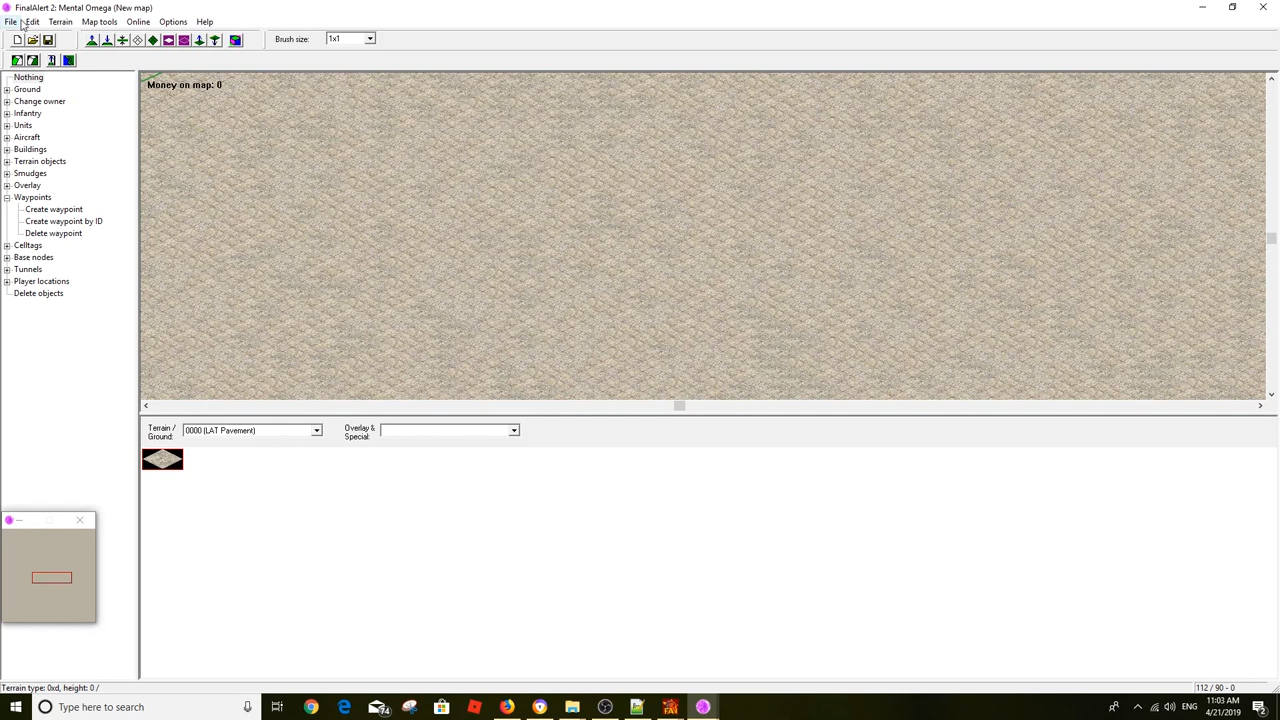 FinalAlert 2: Mental Omega (New map)
File Edit Terrain Map tools Online Options Help
Brush size: 1x1
Nothing
Ground
Change owner
Infantry
Units
Aircraft
Buildings
Terrain objects
Smudges
Overlay
Waypoints
Create waypoint
Create waypoint by ID
Delete waypoint
Celltags
Base nodes
Tunnels
Player locations
Delete objects
Money on map: 0
Terrain / Ground: 0000 (LAT Pavement)
Overlay & Special:
Terrain type: 0xd, height: 0 /
112 / 90 - 0
Type here to search
74
FA2
ENG
11:03 AM
4/21/2019
2